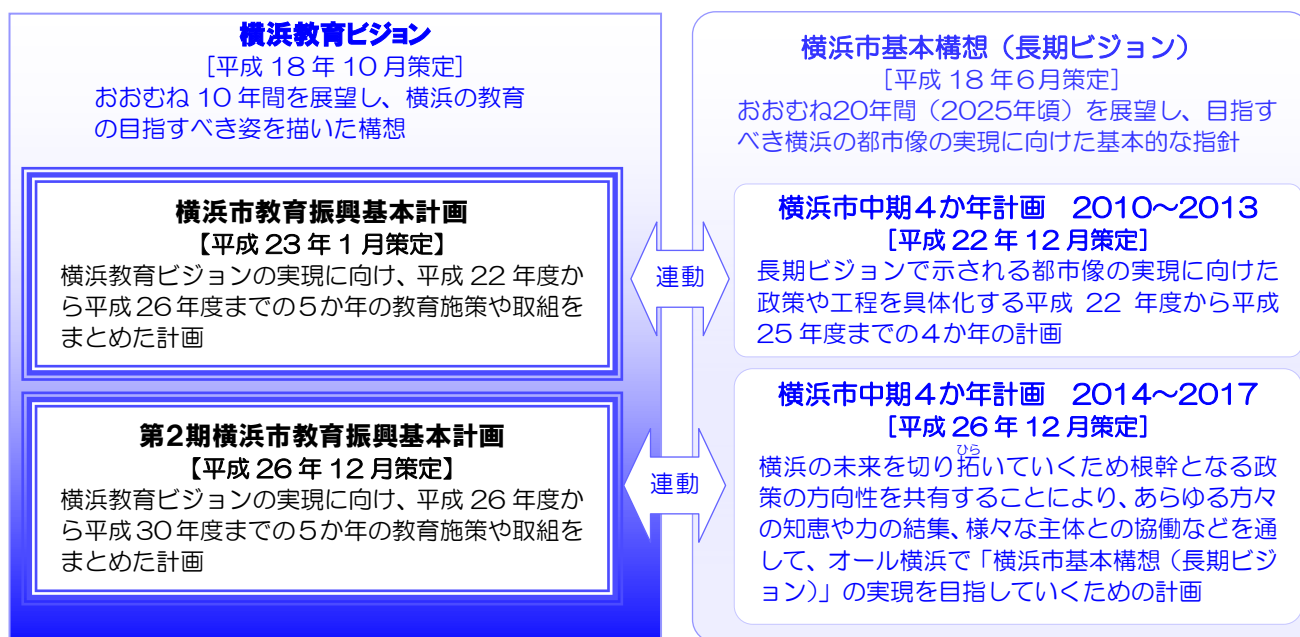 横浜教育ビジョン
[平成 18 年 10 月策定]
おおむね 10 年間を展望し、横浜の教育
の目指すべき姿を描いた構想
横浜市教育振興基本計画
【平成 23 年 1 月策定】
横浜教育ビジョンの実現に向け、平成 22 年度か
ら平成 26 年度までの5か年の教育施策や取組を
まとめた計画
第2期横浜市教育振興基本計画
【平成 26 年 12 月策定】
横浜教育ビジョンの実現に向け、平成 26 年度か
ら平成 30 年度までの5か年の教育施策や取組を
まとめた計画
連動
連動
横浜市基本構想（長期ビジョン）
[平成 18 年6月策定]
おおむね20年間（2025年頃）を展望し、目指す
べき横浜の都市像の実現に向けた基本的な指針
横浜市中期4か年計画　2010～2013
[平成 22 年 12 月策定]
長期ビジョンで示される都市像の実現に向けた
政策や工程を具体化する平成 22 年度から平成
25 年度までの4か年の計画
横浜市中期4か年計画　2014～2017
[平成 26 年 12 月策定]
ひら
横浜の未来を切り拓いていくため根幹となる政
策の方向性を共有することにより、あらゆる方々
の知恵や力の結集、様々な主体との協働などを通
して、オール横浜で「横浜市基本構想（長期ビジ
ョン）」の実現を目指していくための計画